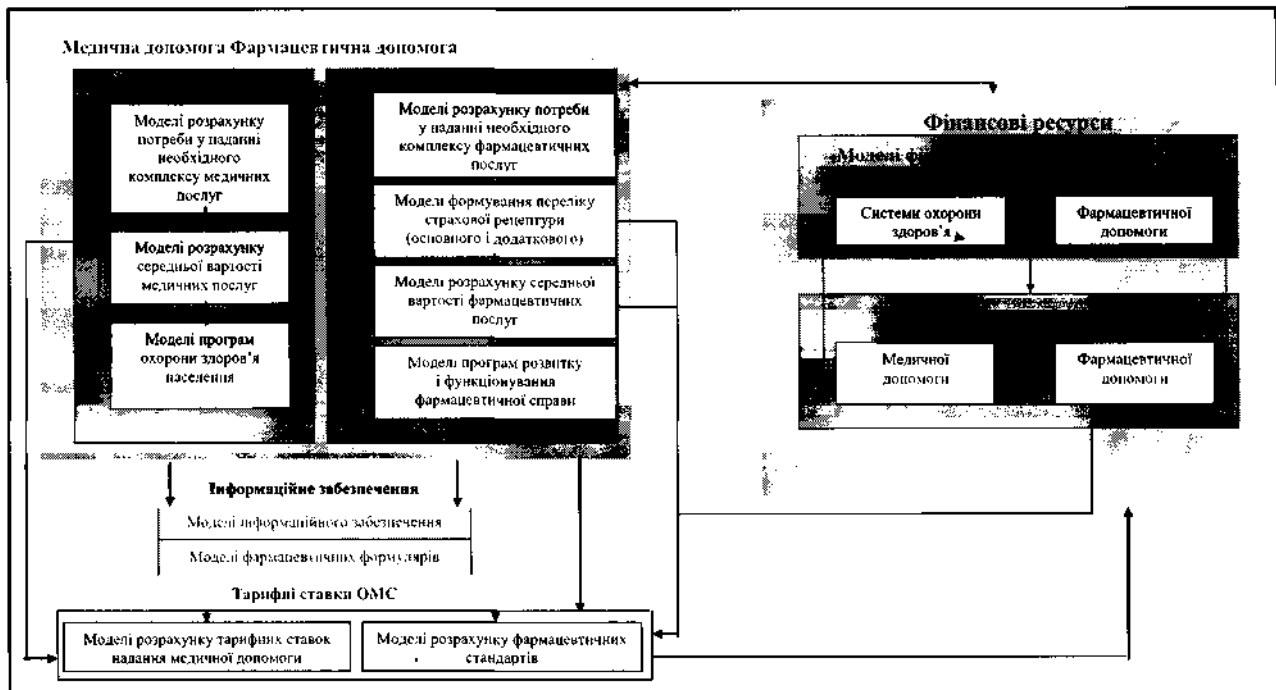 Медична допомога Фармацевтична допомога
Моделі розрахунку
потреби у наданні
необхідного
комплексу медичних
послуг
Моделі розрахунку
середньої вартості
медичних послуг
Моделі програм
охорони здоров'я
населення
Моделі розрахунку потреби
у наданні необхідного
комплексу фармацевтичних
послуг
Моделі формування переліку
страхової рецептури
(основного і додаткового)
Моделі розрахунку середньої
вартості фармацевтичних
послуг
Моделі програм розвитку
і функціонування
фармацевтичної справи
Фінансові ресурси
Моделі
Системи охорони
здоров'я
Фармацевтичної
допомоги
Медичної
допомоги
Фармацевтичної
допомоги
Інформаційне забезпечення
Моделі інформаційного забезпечення
Моделі фармацевтичних формулярів
Тарифні ставки ОМС
Моделі розрахунку тарифних ставок
надання медичної допомоги
Моделі розрахунку фармацевтичних
стандартів